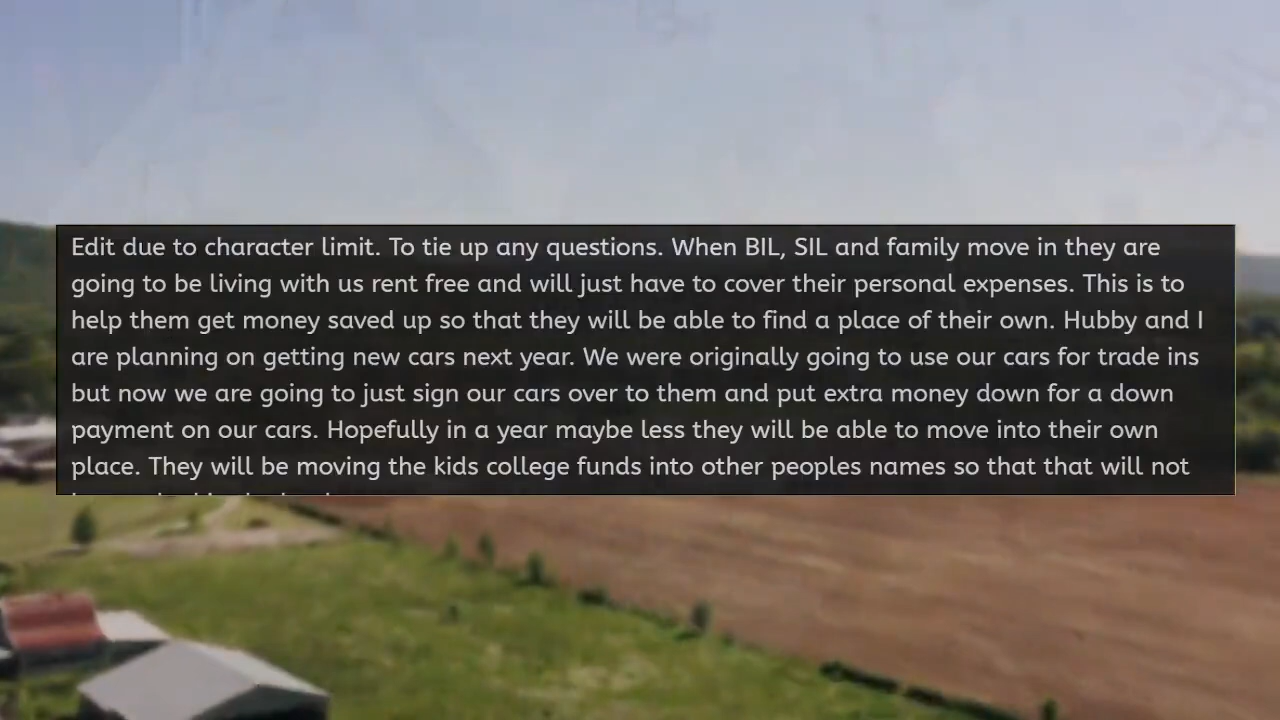 Edit due to character limit. To tie up any questions. When BIL, SIL and family move in they are
going to be living with us rent free and will just have to cover their personal expenses. This is to
help them get money saved up so that they will be able to find a place of their own. Hubby and I
are planning on getting new cars next year. We were originally going to use our cars for trade ins
but now we are going to just sign our cars over to them and put extra money down for a down
payment on our cars. Hopefully in a year maybe less they will be able to move into their own
place. They will be moving the kids college funds into other peoples names so that that will not